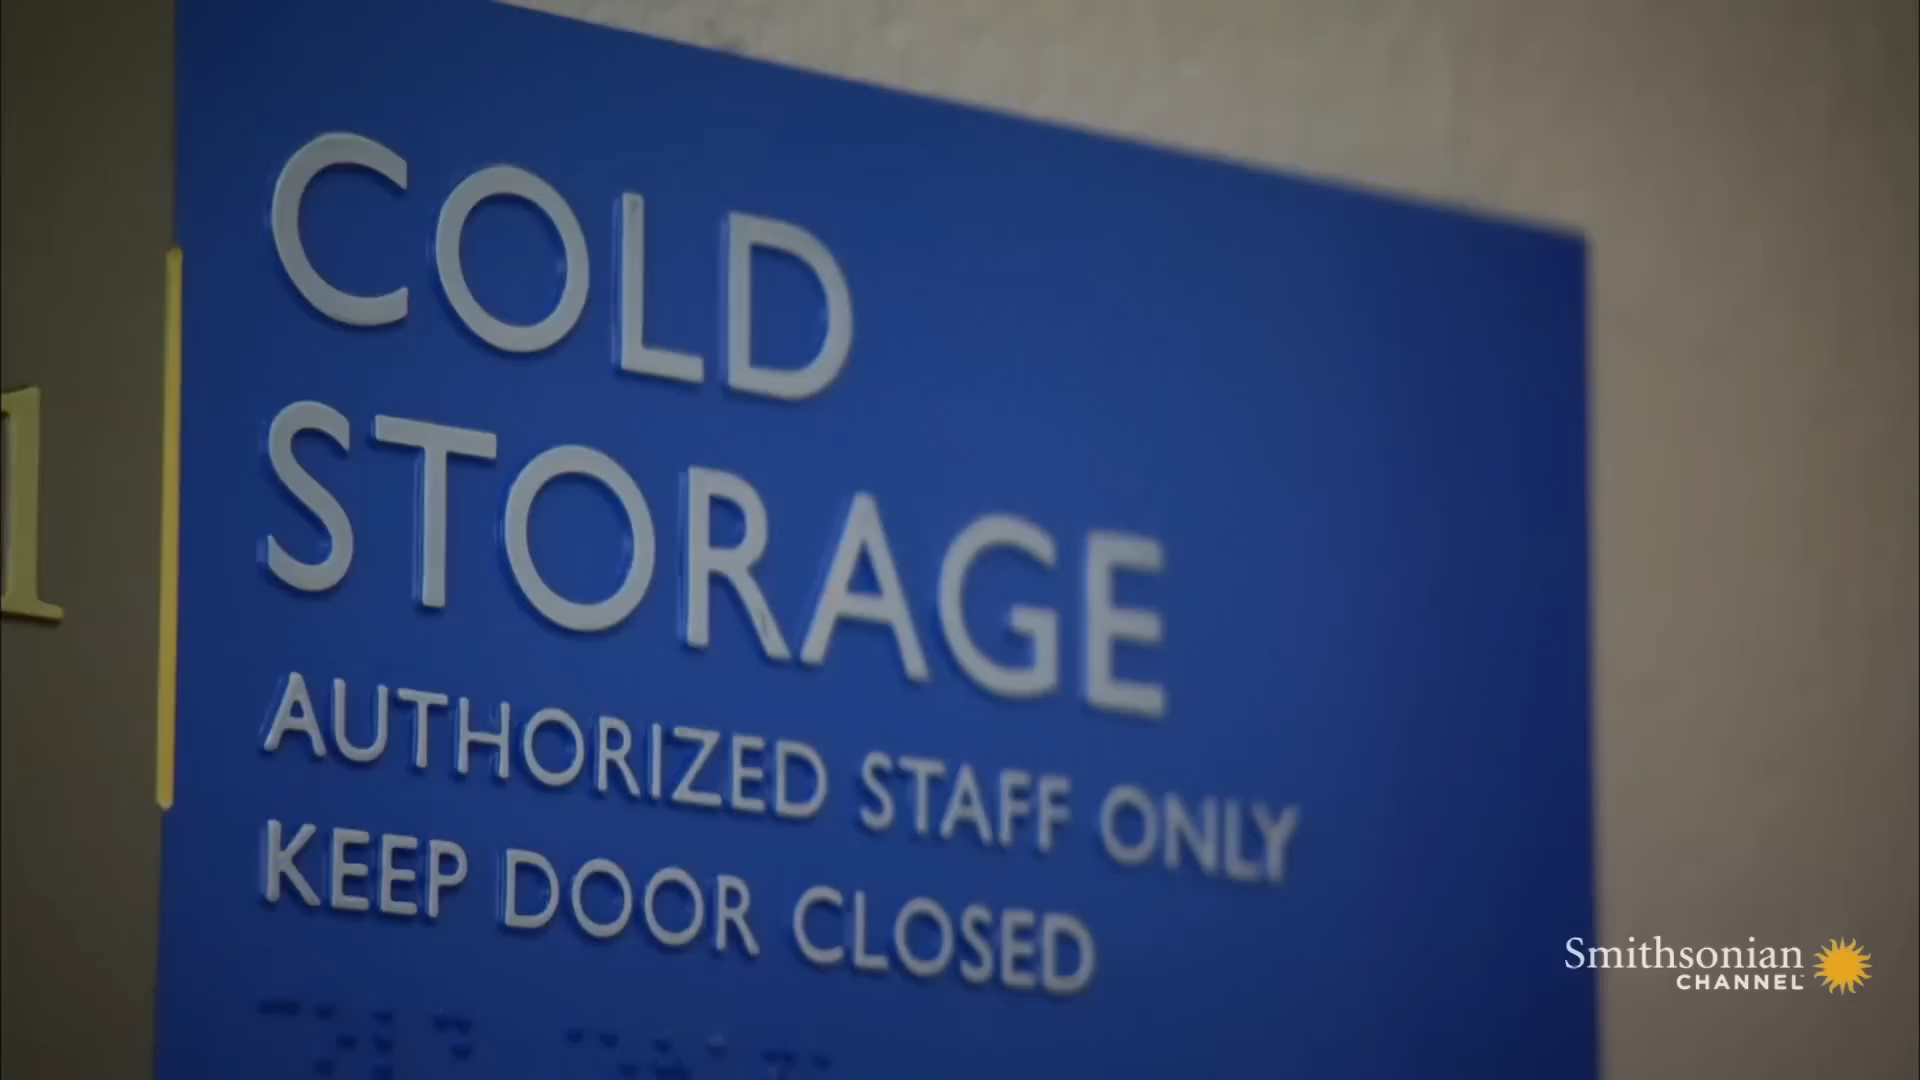 COLD
STORAGE
AUTHORIZED STAFF ONLY
KEEP DOOR CLOSED
Smithsonian
CHANNEL